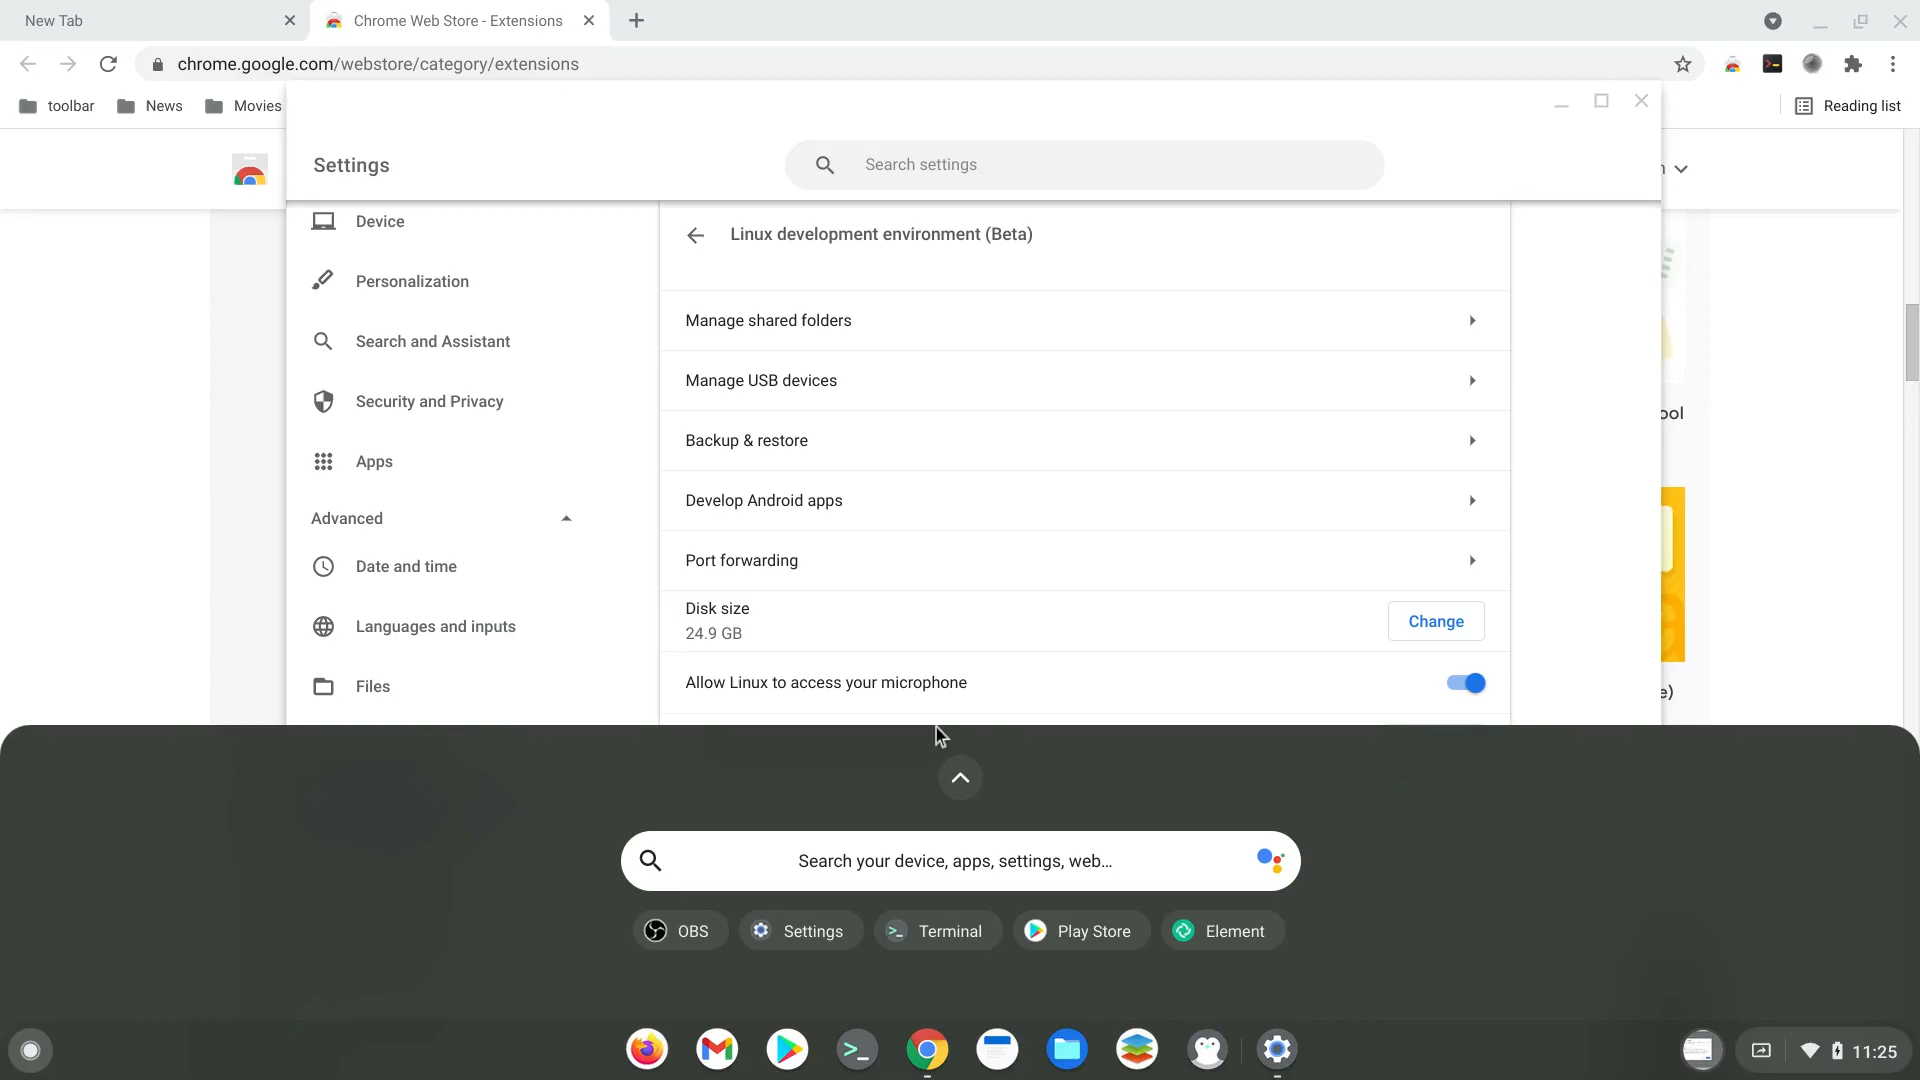 New Tab
Chrome Web Store - Extensions
chrome.google.com/webstore/category/extensions
toolbar
News
Movies
Reading list
Settings
Search settings
Device
Personalization
Search and Assistant
Security and Privacy
Apps
Advanced
Date and time
Languages and inputs
Files
Linux development environment (Beta)
Manage shared folders
Manage USB devices
Backup & restore
Develop Android apps
Port forwarding
Disk size
24.9 GB
Change
Allow Linux to access your microphone
ool
e)
Search your device, apps, settings, web...
OBS
Settings
Terminal
Play Store
Element
11:25